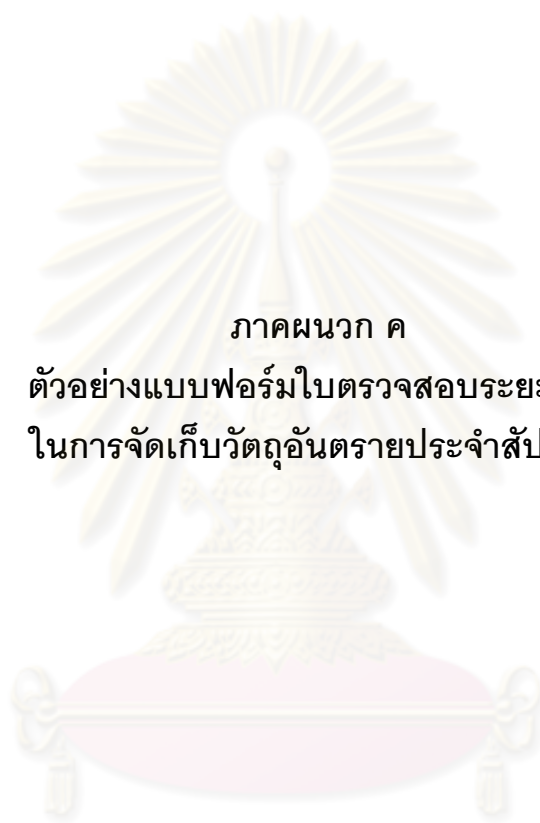 ภาคผนวก ค
ตัวอย่างแบบฟอร์มใบตรวจสอบระยะ
ในการจัดเก็บวัตถุอันตรายประจำสัป